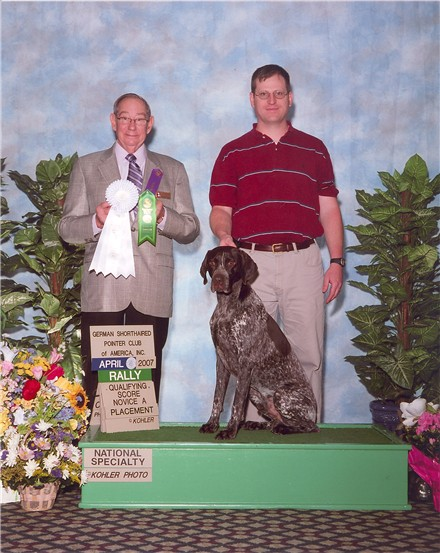 GERMAN SHORTHAIRED
POINTER CLUB
of AMERICA, INC.
APRIL 2007
RALLY
QUALIFYING
SCORE
NOVICE A
PLACEMENT
KOHLER
NATIONAL
SPECIALTY
KOHLER PHOTO